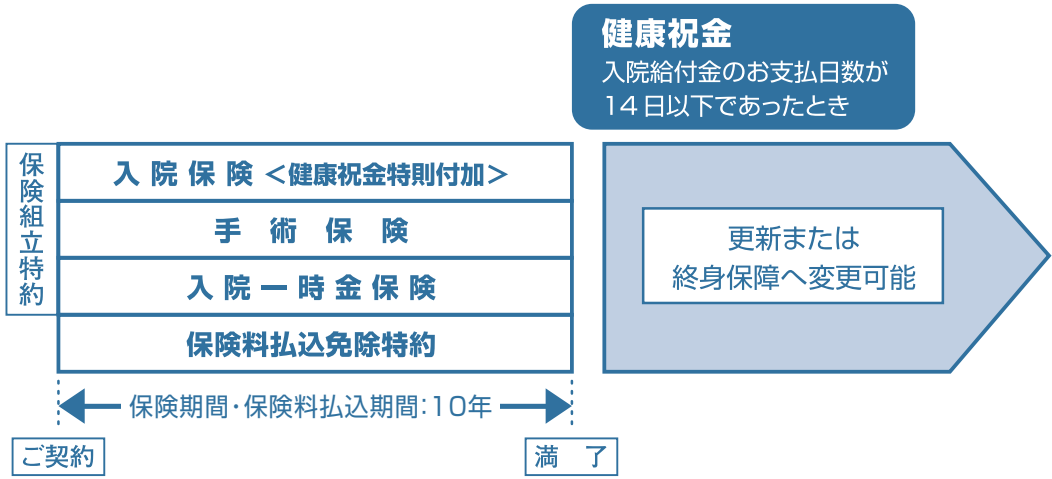 健康祝金
入院給付金のお支払日数が
14日以下であったとき
保険組立特約
入院保険＜健康祝金特則付加＞
手術保険
入院一時金保険
保険料払込免除特約
更新または
終身保障へ変更可能
保険期間・保険料払込期間：10年
ご契約
満了